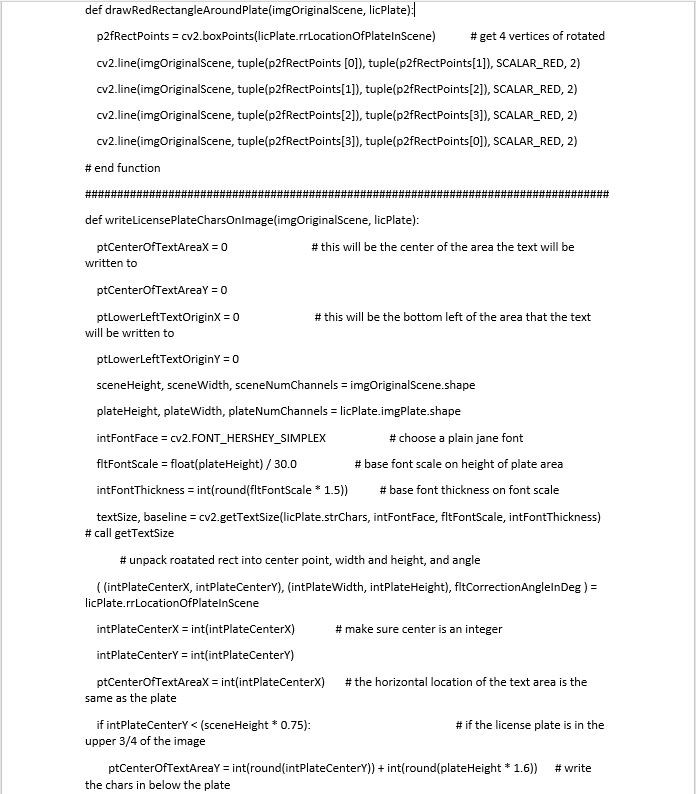 def drawRedRectangleAroundPlate(imgOriginalScene, licPlate):
p2fRectPoints = cv2.boxPoints(licPlate.rrLocationOfPlateInScene) # get 4 vertices of rotated
cv2.line(imgOriginalScene, tuple(p2fRectPoints [0]), tuple(p2fRectPoints[1]), SCALAR_RED, 2)
cv2.line(imgOriginalScene, tuple(p2fRectPoints[1]), tuple(p2fRectPoints[2]), SCALAR_RED, 2)
cv2.line(imgOriginalScene, tuple(p2fRectPoints[2]), tuple(p2fRectPoints[3]), SCALAR_RED, 2)
cv2.line(imgOriginalScene, tuple(p2fRectPoints[3]), tuple(p2fRectPoints[0]), SCALAR_RED, 2)
# end function
###################################################################################
def writeLicensePlateCharsOnImage(imgOriginalScene, licPlate):
ptCenterOfTextAreaX = 0 # this will be the center of the area the text will be
written to
ptCenterOfTextAreaY = 0
ptLowerLeftTextOriginX = 0 # this will be the bottom left of the area that the text
will be written to
ptLowerLeftTextOriginY = 0
sceneHeight, sceneWidth, sceneNumChannels = imgOriginalScene.shape
plateHeight, plateWidth, plateNumChannels = licPlate.imgPlate.shape
intFontFace = cv2.FONT_HERSHEY_SIMPLEX # choose a plain jane font
fltFontScale = float(plateHeight) / 30.0 # base font scale on height of plate area
intFontThickness = int(round(fltFontScale * 1.5)) # base font thickness on font scale
textSize, baseline = cv2.getTextSize(licPlate.strChars, intFontFace, fltFontScale, intFontThickness)
# call getTextSize
# unpack roatated rect into center point, width and height, and angle
( (intPlateCenterX, intPlateCenterY), (intPlateWidth, intPlateHeight), fltCorrectionAngleInDeg ) =
licPlate.rrLocationOfPlateInScene
intPlateCenterX = int(intPlateCenterX) # make sure center is an integer
intPlateCenterY = int(intPlateCenterY)
ptCenterOfTextAreaX = int(intPlateCenterX) # the horizontal location of the text area is the
same as the plate
if intPlateCenterY < (sceneHeight * 0.75): # if the license plate is in the
upper 3/4 of the image
ptCenterOfTextAreaY = int(round(intPlateCenterY)) + int(round(plateHeight * 1.6)) # write
the chars in below the plate